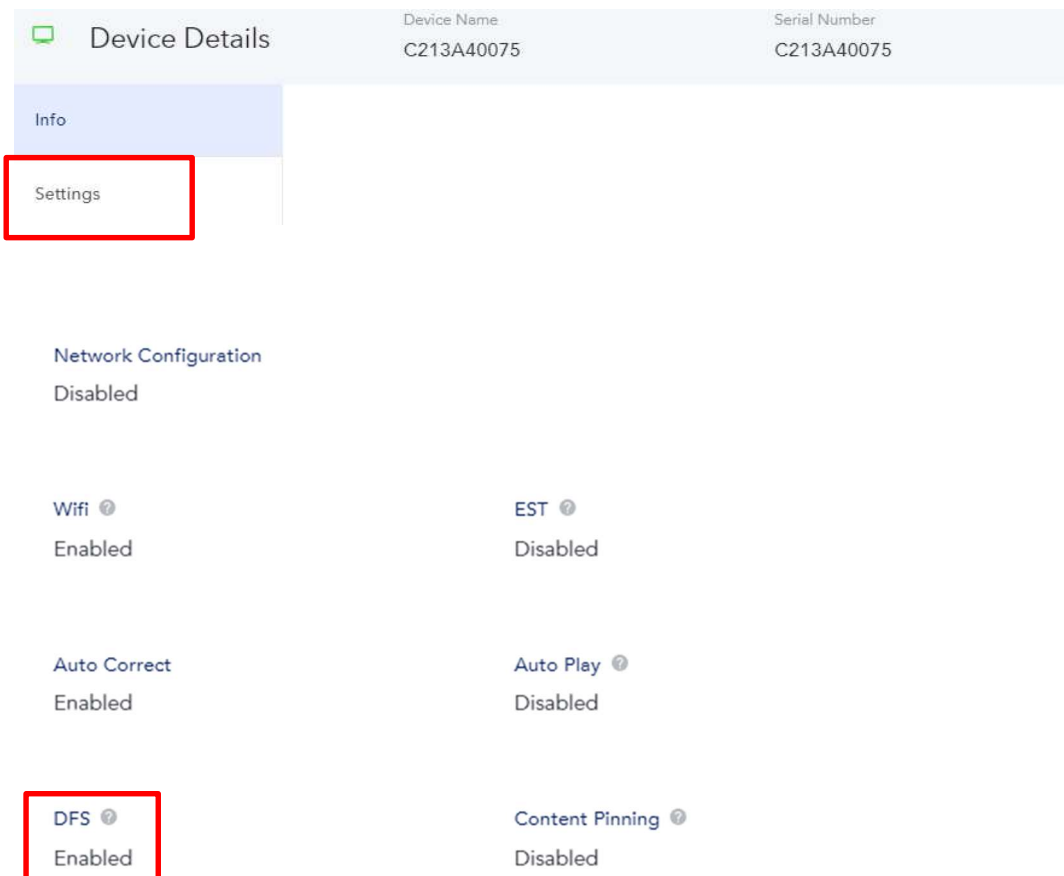 Device Details
Device Name
C213A40075
Serial Number
C213A40075
Info
Settings
Network Configuration
Disabled
Wifi ?
Enabled
EST ?
Disabled
Auto Correct
Enabled
Auto Play ?
Disabled
DFS ?
Enabled
Content Pinning ?
Disabled